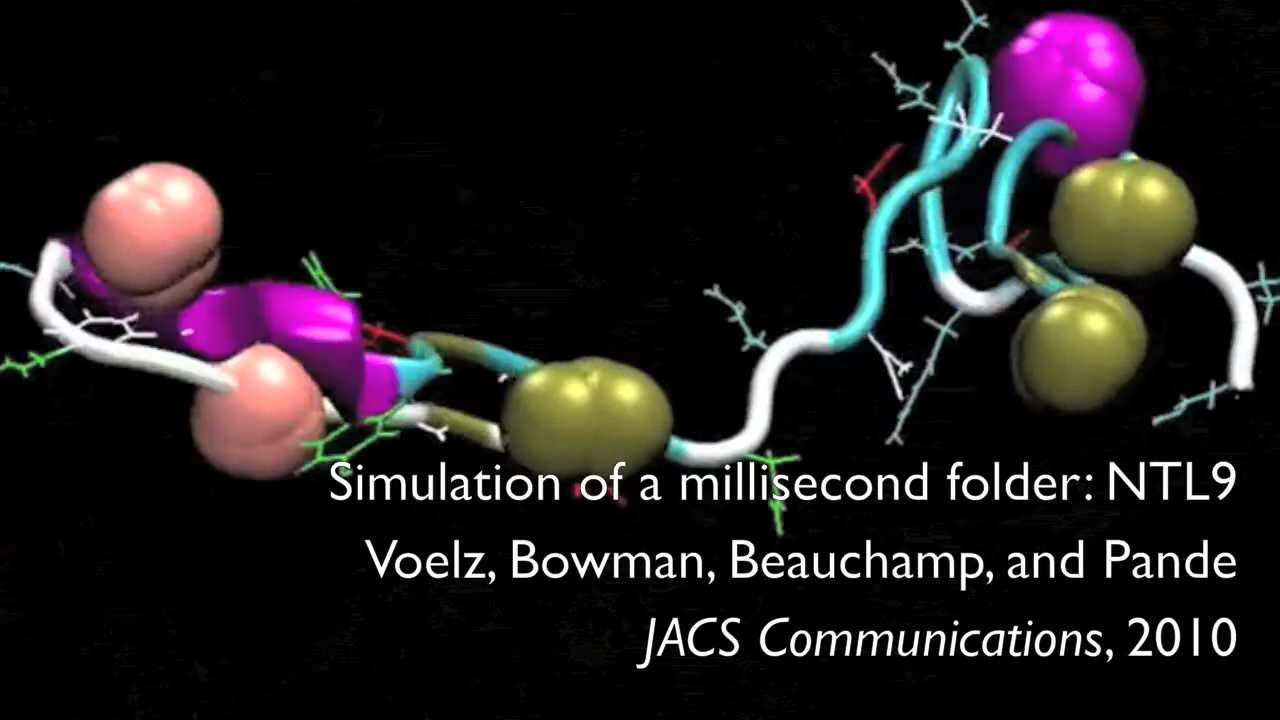 Simulation of a millisecond folder: NTL9
Voelz, Bowman, Beauchamp, and Pande
JACS Communications, 2010